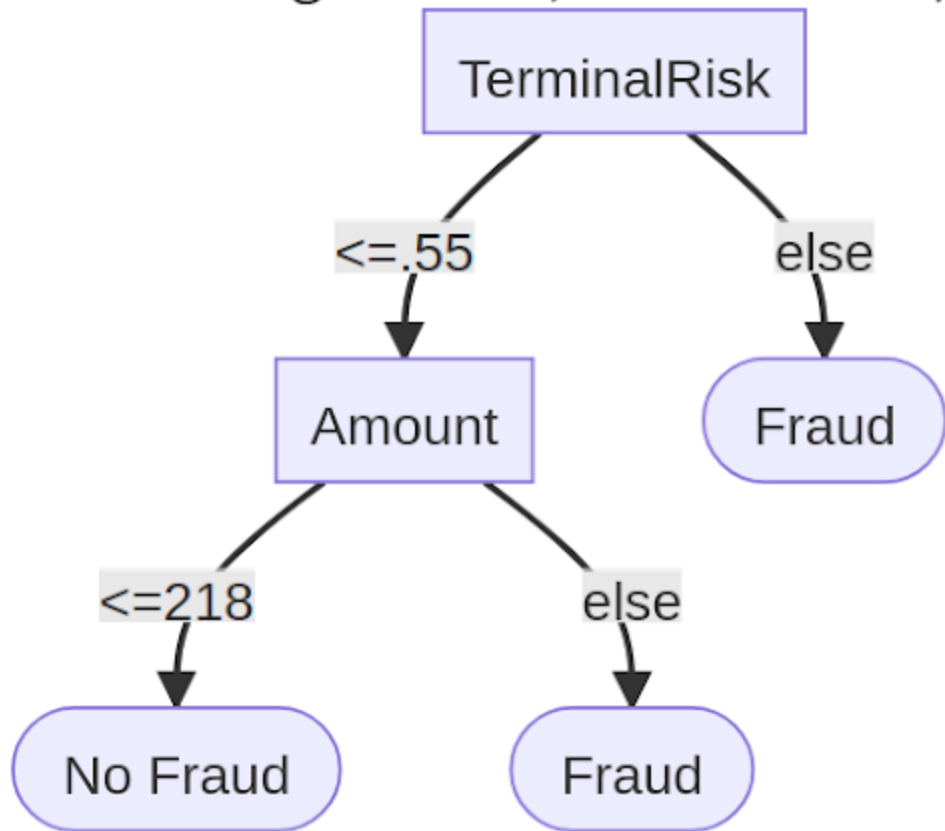 TerminalRisk
<=.55
else
Amount
Fraud
<=218
else
No Fraud
Fraud